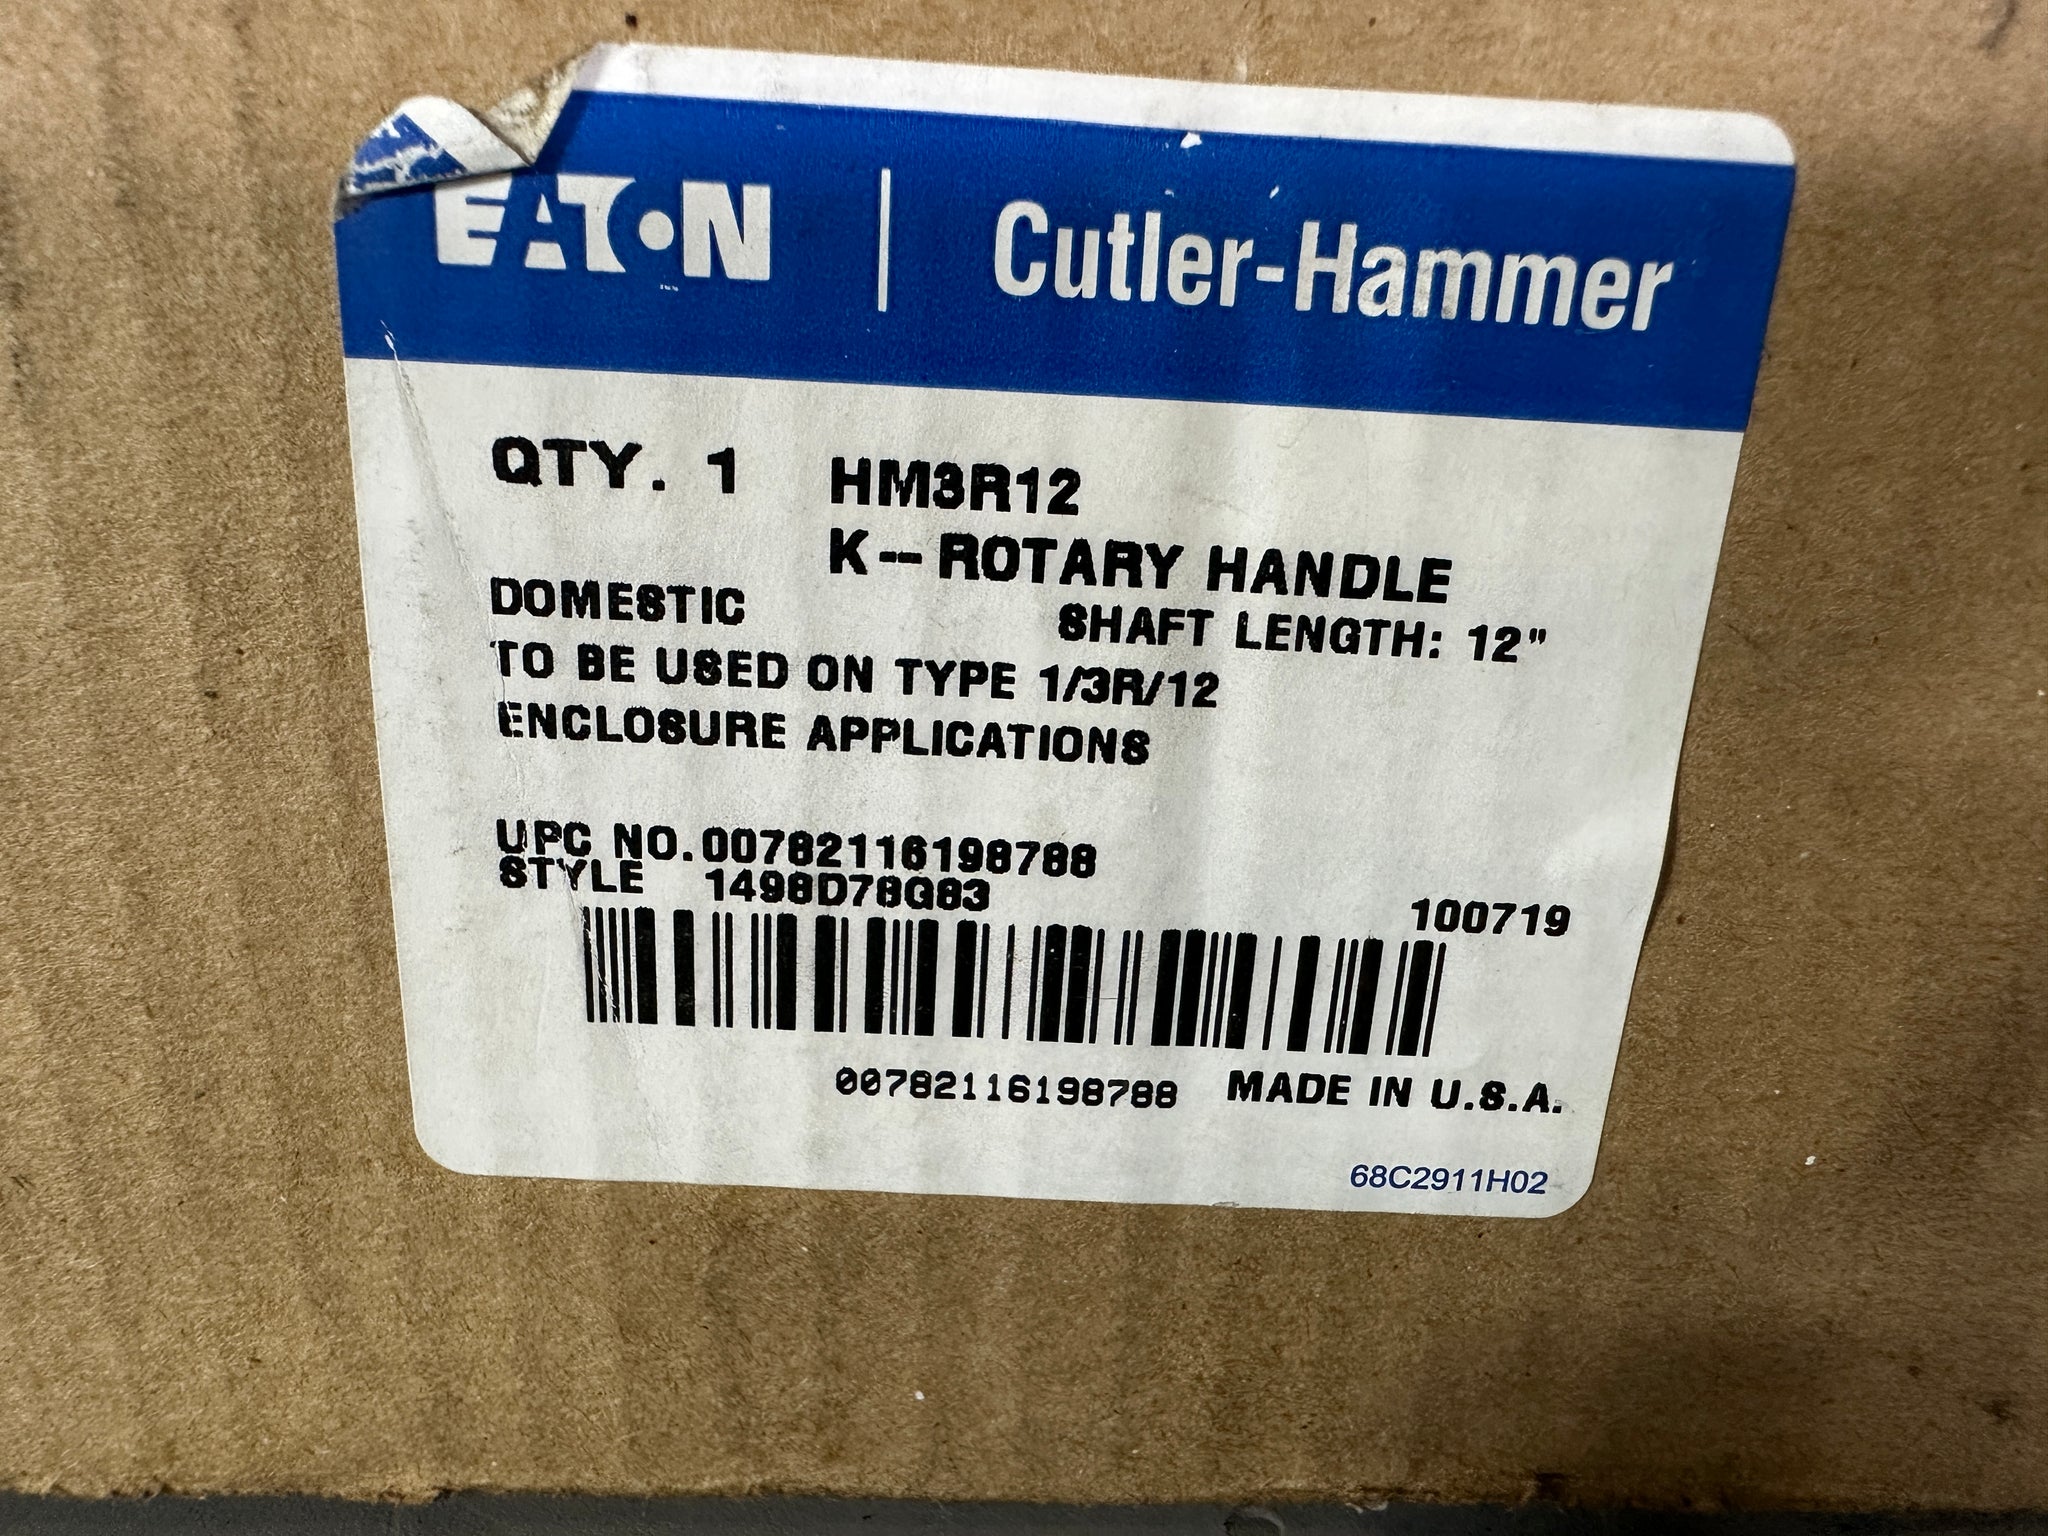 EATON | Cutler-Hammer
QTY. 1 HM3R12
K--ROTARY HANDLE
DOMESTIC SHAFT LENGTH: 12"
TO BE USED ON TYPE 1/3R/12
ENCLOSURE APPLICATIONS
UPC NO.00782116198788
STYLE 1498D78G83
100719
00782116198788 MADE IN U.S.A.
68C2911H02